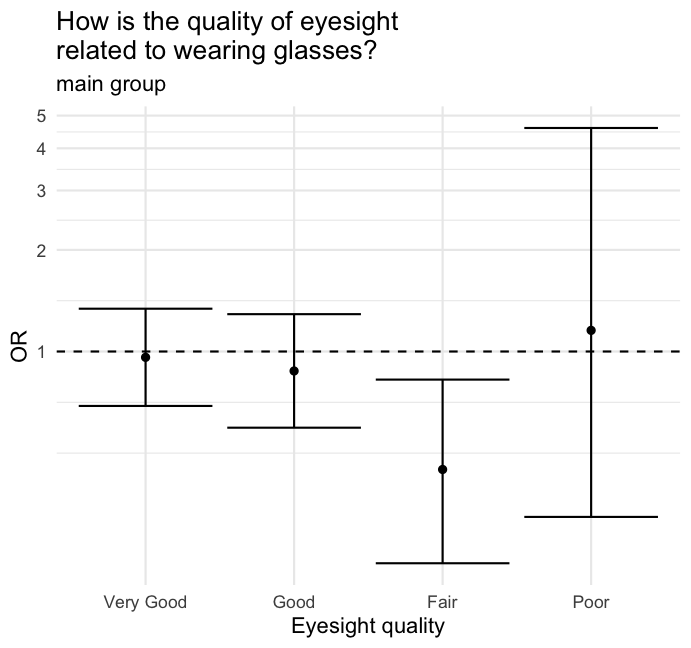 How is the quality of eyesight
related to wearing glasses?
main group
5
4
3
2
1
OR
Very Good Good Fair Poor
Eyesight quality